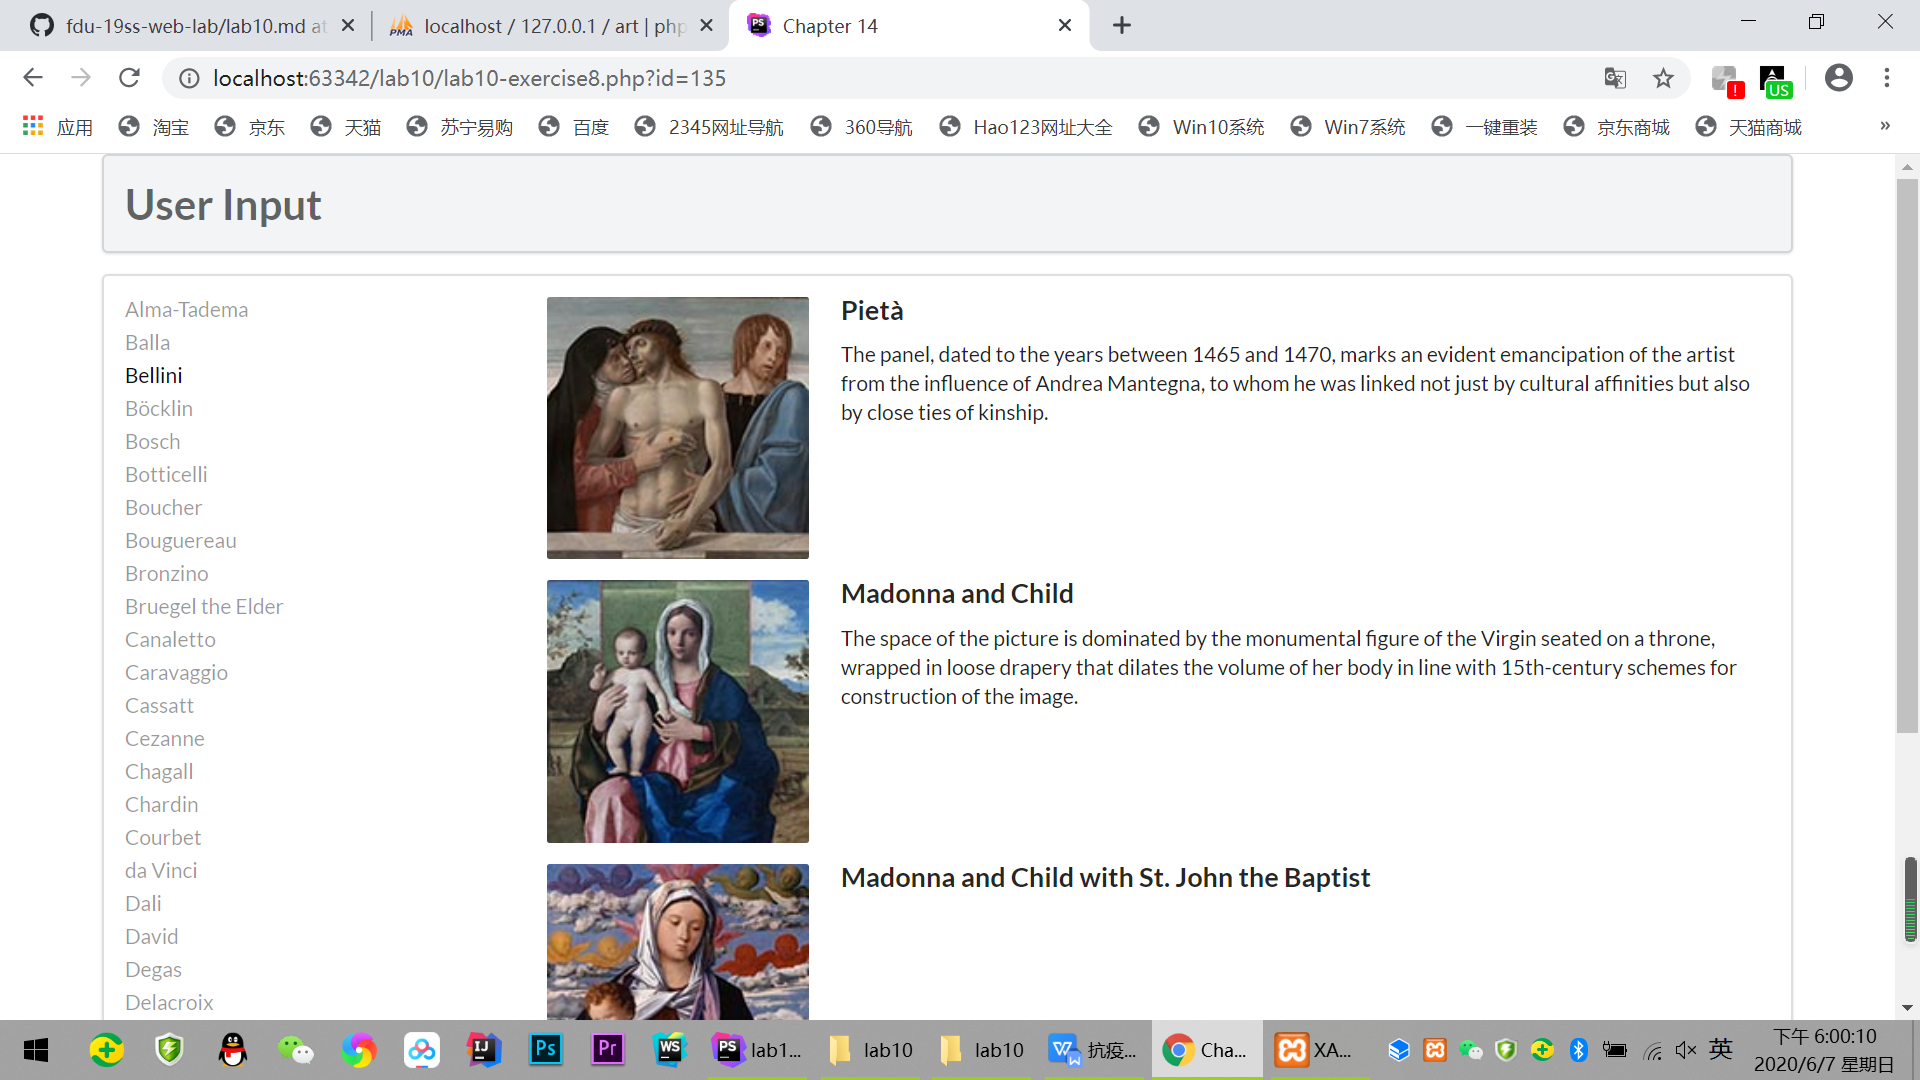 fdu-19ss-web-lab/lab10.md at
localhost / 127.0.0.1 / art | php
Chapter 14
localhost:63342/lab10/lab10-exercise8.php?id=135
US
应用
淘宝
京东
天猫
苏宁易购
百度
2345网址导航
360导航
Hao123网址大全
Win10系统
Win7系统
一键重装
京东商城
天猫商城
»
User Input
Alma-Tadema
Balla
Bellini
Böcklin
Bosch
Botticelli
Boucher
Bouguereau
Bronzino
Bruegel the Elder
Canaletto
Caravaggio
Cassatt
Cezanne
Chagall
Chardin
Courbet
da Vinci
Dali
David
Degas
Delacroix
Pietà
The panel, dated to the years between 1465 and 1470, marks an evident emancipation of the artist
from the influence of Andrea Mantegna, to whom he was linked not just by cultural affinities but also
by close ties of kinship.
Madonna and Child
The space of the picture is dominated by the monumental figure of the Virgin seated on a throne,
wrapped in loose drapery that dilates the volume of her body in line with 15th-century schemes for
construction of the image.
Madonna and Child with St. John the Baptist
lab1...
lab10
lab10
抗疫...
Cha...
XA...
英
下午 6:00:10
2020/6/7 星期日